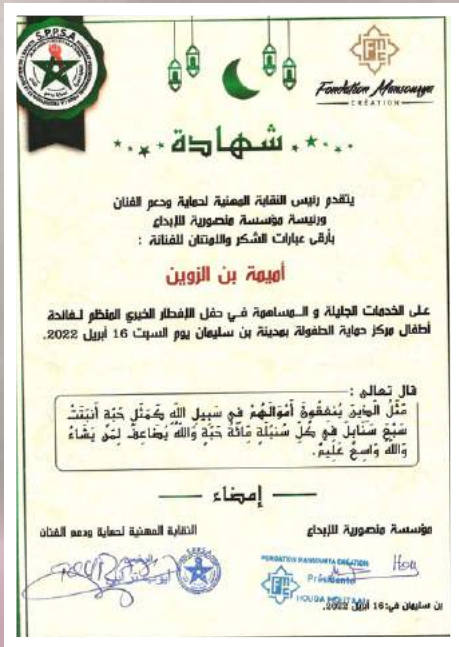 S.P.P.S.A
Fondation Mansourya
CRÉATION
شهادة
يتقدم رئيس النقابة المهنية لحماية ودعم الفنان
ورئيسة مؤسسة منصورية للإبداع
بأرقى عبارات الشكر والامتنان للفنانة :
أميمة بن الزوين
على الخدمات الجليلة و الـمساهمة في حفل الإفطار الخيري المنظم لـفائدة
أطفال مركز حماية الطفولة بمدينة بن سليمان يوم السبت 16 أبريل 2022.
قال تعالى :
مَثَلُ الَّذِينَ يُنفِقُونَ أَمْوَالَهُمْ فِي سَبِيلِ اللَّهِ كَمَثَلِ حَبَّةٍ أَنبَتَتْ
سَبْعَ سَنَابِلَ فِي كُلِّ سُنبُلَةٍ مِّائَةُ حَبَّةٍ وَاللَّهُ يُضَاعِفُ لِمَن يَشَاءُ
وَاللَّهُ وَاسِعٌ عَلِيمٌ.
إمضاء
مؤسسة منصورية للإبداع
النقابة المهنية لحماية ودعم الفنان
FONDATION MANSOURYA CRÉATION
Présidente
HOUDA
بن سليمان في: 16 أبريل 2022.